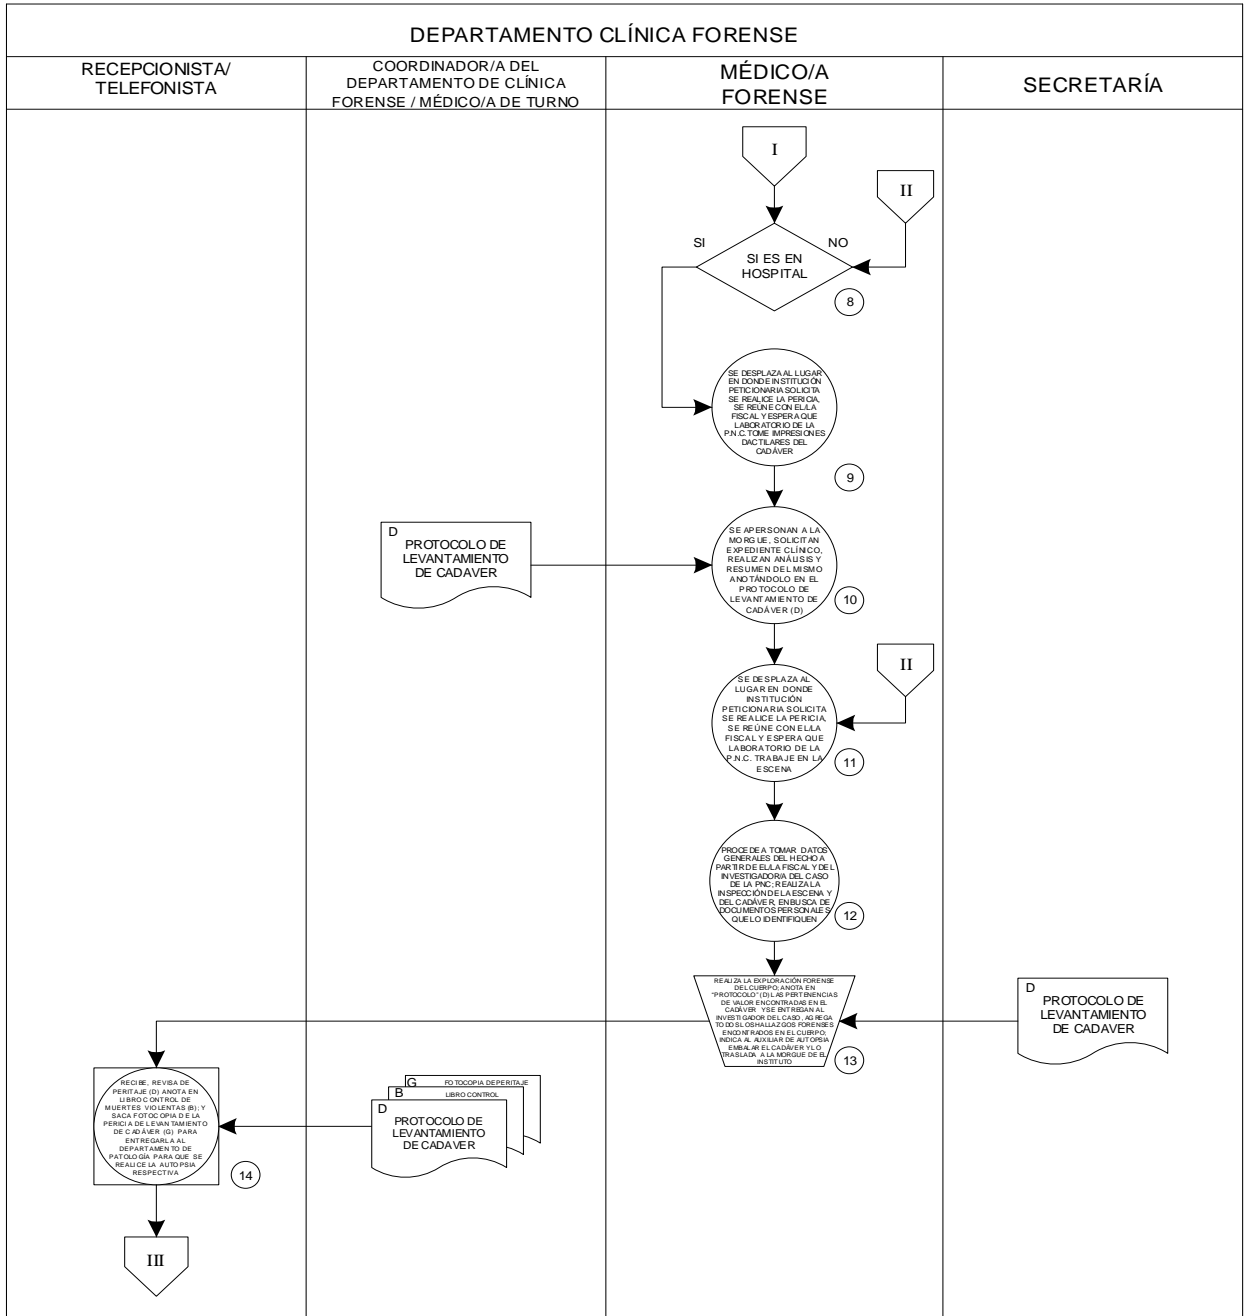 DEPARTAMENTO CLÍNICA FORENSE
RECEPCIONISTA/
TELEFONISTA
COORDINADOR/A DEL
DEPARTAMENTO DE CLÍNICA
FORENSE / MÉDICO/A DE TURNO
MÉDICO/A
FORENSE
SECRETARÍA
I
II
SI
NO
SI ES EN
HOSPITAL
8
SE DESPLAZA AL LUGAR
EN DONDE INSTITUCIÓN
PETICIONARIA SOLICITA
SE REALICE LA PERICIA,
SE REÚNE CON EL/LA
FISCAL Y ESPERA QUE
LABORATORIO DE LA
P.N.C. TOME IMPRESIONES
DACTILARES DEL
CADÁVER
9
D
PROTOCOLO DE
LEVANTAMIENTO
DE CADAVER
SE APERSONAN A LA
MORGUE, SOLICITAN
EXPEDIENTE CLÍNICO,
REALIZAN ANÁLISIS Y
RESUMEN DEL MISMO
ANOTÁNDOLO EN EL
PROTOCOLO DE
LEVANTAMIENTO DE
CADÁVER (D)
10
II
SE DESPLAZA AL
LUGAR EN DONDE
INSTITUCIÓN
PETICIONARIA SOLICITA
SE REALICE LA PERICIA,
SE REÚNE CON EL/LA
FISCAL Y ESPERA QUE
LABORATORIO DE LA
P.N.C. TRABAJE EN LA
ESCENA
11
PROCEDE A TOMAR DATOS
GENERALES DEL HECHO A
PARTIR DE EL/LA FISCAL Y DEL
INVESTIGADOR/A DEL CASO
DE LA PNC; REALIZA LA
INSPECCIÓN DE LA ESCENA Y
DEL CADÁVER, EN BUSCA DE
DOCUMENTOS PERSONALES
QUE LO IDENTIFIQUEN
12
REALIZA LA EXPLORACIÓN FORENSE
DEL CUERPO; ANOTA EN
"PROTOCOLO" (D) LAS PERTENENCIAS
DE VALOR ENCONTRADAS EN EL
CADÁVER Y SE ENTREGAN AL
INVESTIGADOR DEL CASO, AGREGA
TODOS LOS HALLAZGOS FORENSES
ENCONTRADOS EN EL CUERPO;
INDICA AL AUXILIAR DE AUTOPSIA
EMBALAR EL CADÁVER Y LO
TRASLADA A LA MORGUE DE EL
INSTITUTO
13
D
PROTOCOLO DE
LEVANTAMIENTO
DE CADAVER
RECIBE, REVISA DE
PERITAJE (D) ANOTA EN
LIBRO CONTROL DE
MUERTES VIOLENTAS (B); Y
SACA FOTOCOPIA DE LA
PERICIA DE LEVANTAMIENTO
DE CADÁVER (G) PARA
ENTREGARLA AL
DEPARTAMENTO DE
PATOLOGÍA PARA QUE SE
REALICE LA AUTOPSIA
RESPECTIVA
14
G FOTOCOPIA DE PERITAJE
B LIBRO CONTROL
D
PROTOCOLO DE
LEVANTAMIENTO
DE CADAVER
III